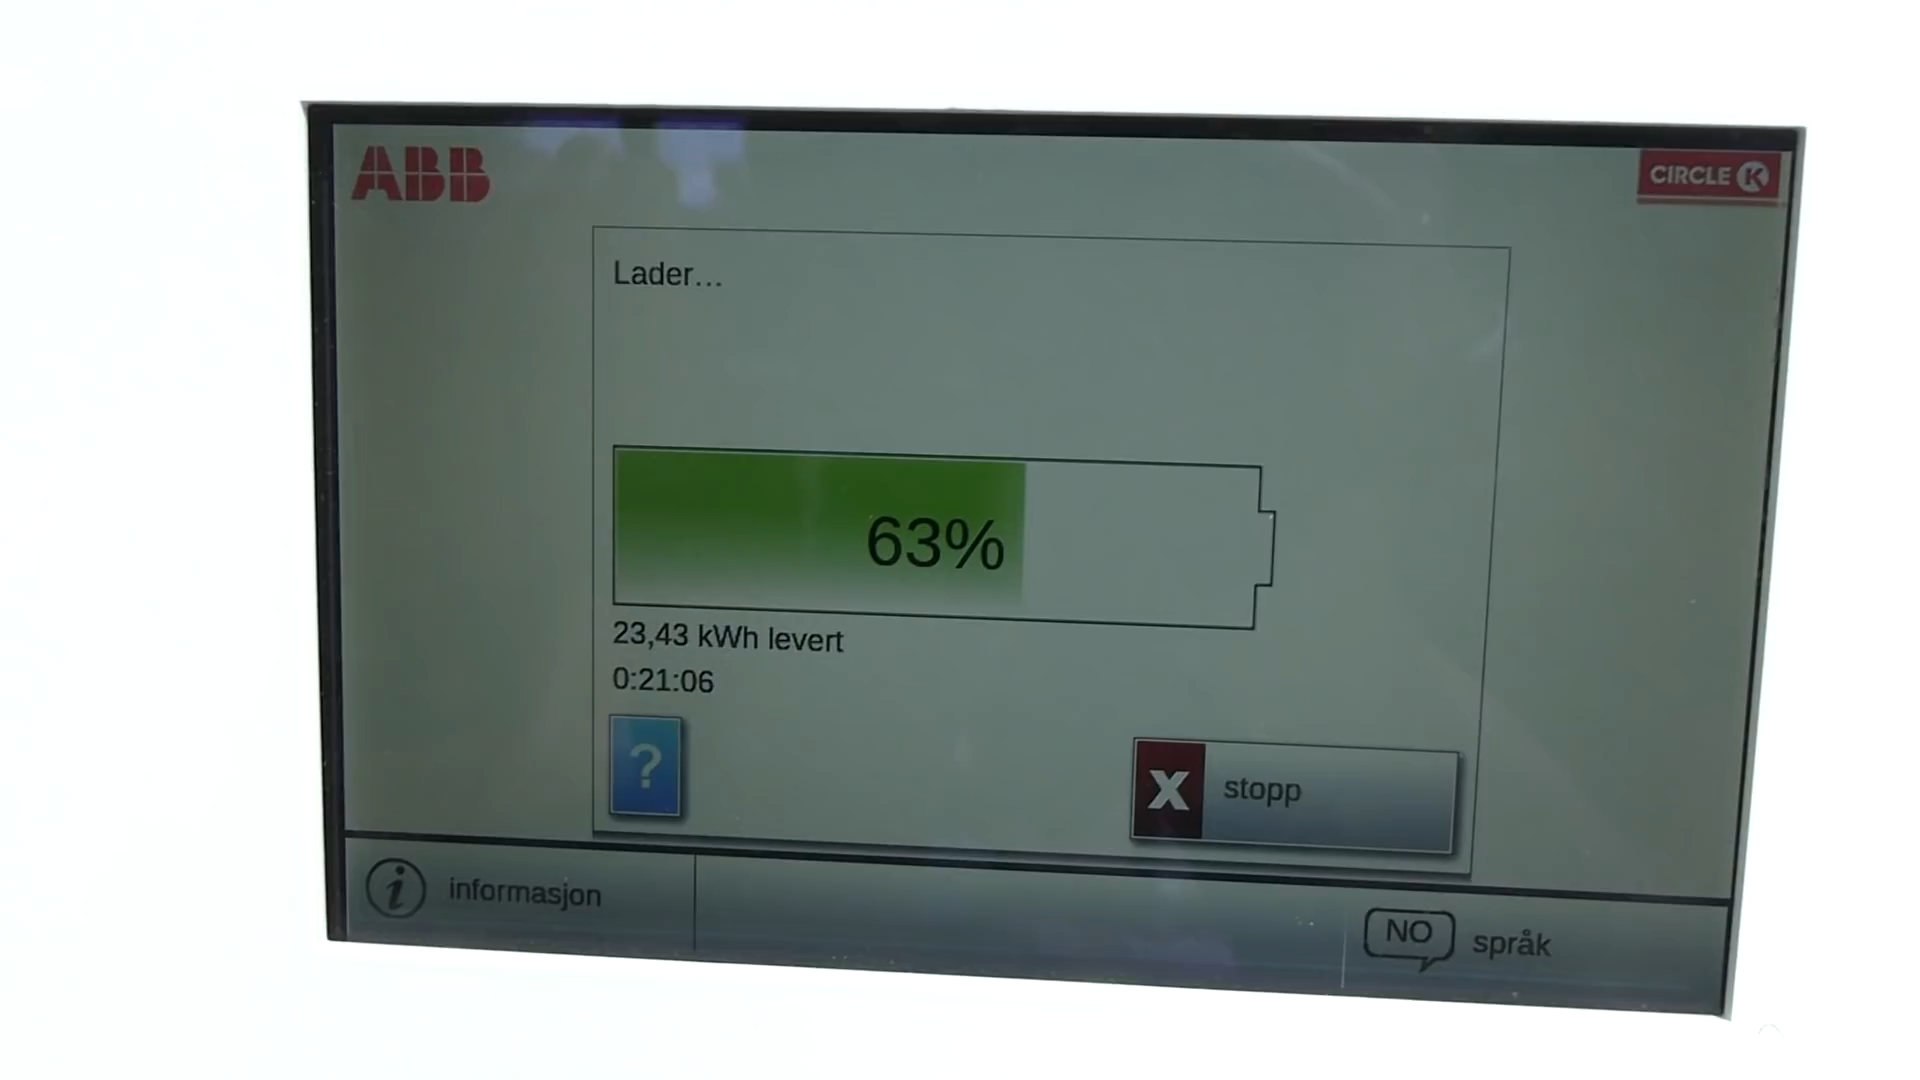 ABB
CIRCLE K
Lader...
63%
23,43 kWh levert
0:21:06
?
X stopp
i informasjon
NO språk